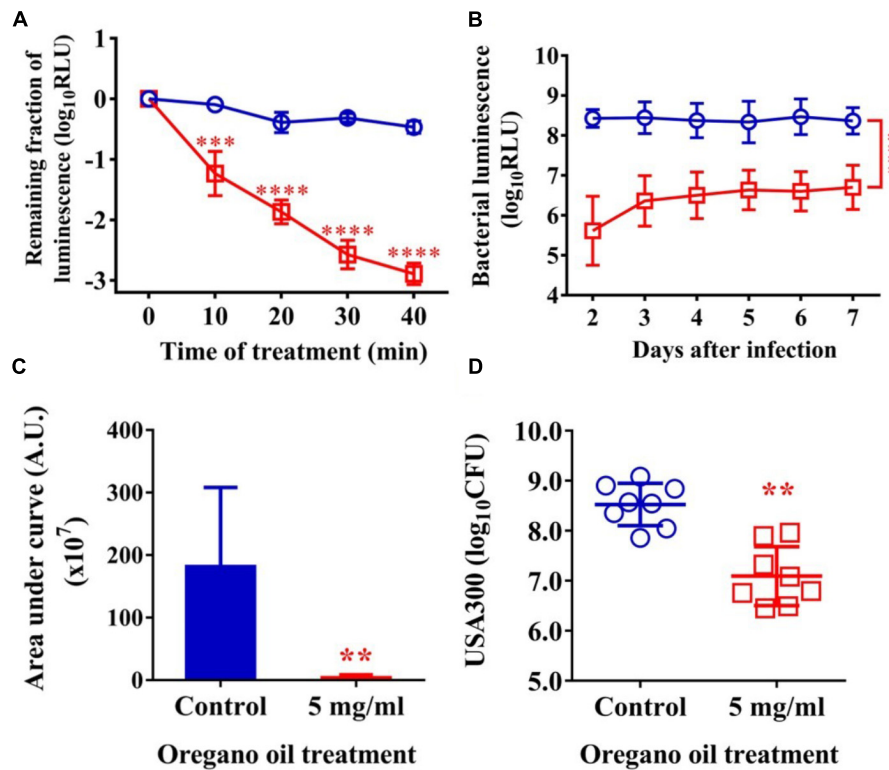 A
Remaining fraction of
luminescence (log10RLU)
1
0
-1
-2
-3
***
****
****
****
0 10 20 30 40
Time of treatment (min)
B
Bacterial luminescence
(log10RLU)
10
9
8
7
6
5
4
2 3 4 5 6 7
Days after infection
C
Area under curve (A.U.)
(x10^7)
400
300
200
100
0
**
Control 5 mg/ml
Oregano oil treatment
D
USA300 (log10CFU)
10.0
9.0
8.0
7.0
6.0
5.0
**
Control 5 mg/ml
Oregano oil treatment